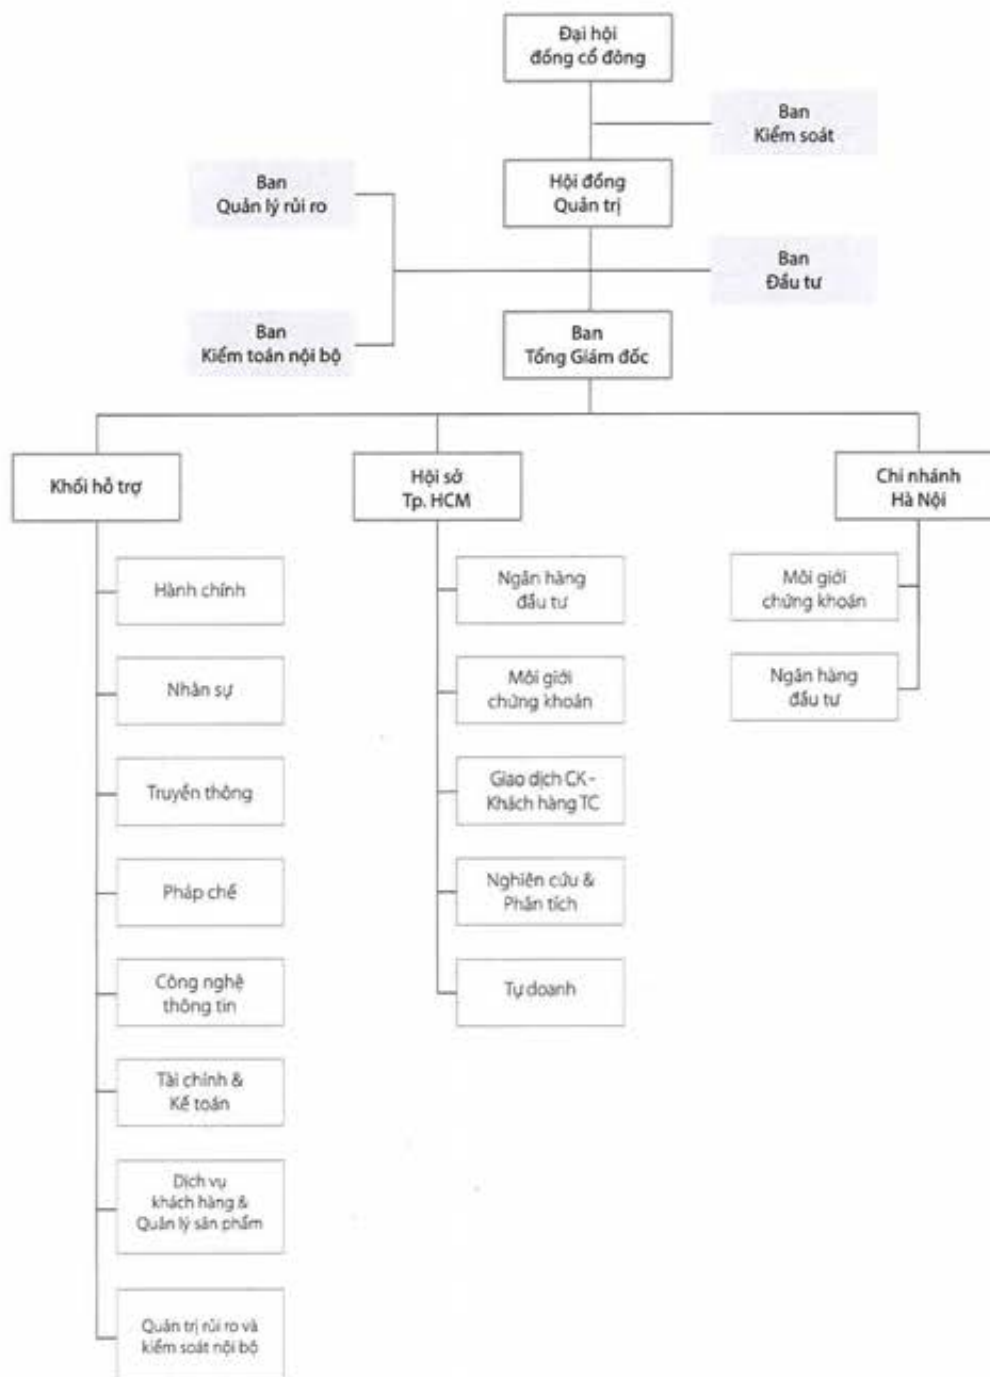 Đại hội
đồng cổ đông
Ban
Kiểm soát
Ban
Quản lý rủi ro
Hội đồng
Quản trị
Ban
Đầu tư
Ban
Kiểm toán nội bộ
Ban
Tổng Giám đốc
Khối hỗ trợ
Hành chính
Nhân sự
Truyền thông
Pháp chế
Công nghệ
thông tin
Tài chính &
Kế toán
Dịch vụ
khách hàng &
Quản lý sản phẩm
Quản trị rủi ro và
kiểm soát nội bộ
Hội sở
Tp. HCM
Ngân hàng
đầu tư
Môi giới
chứng khoán
Giao dịch CK -
Khách hàng TC
Nghiên cứu &
Phân tích
Tự doanh
Chi nhánh
Hà Nội
Môi giới
chứng khoán
Ngân hàng
đầu tư